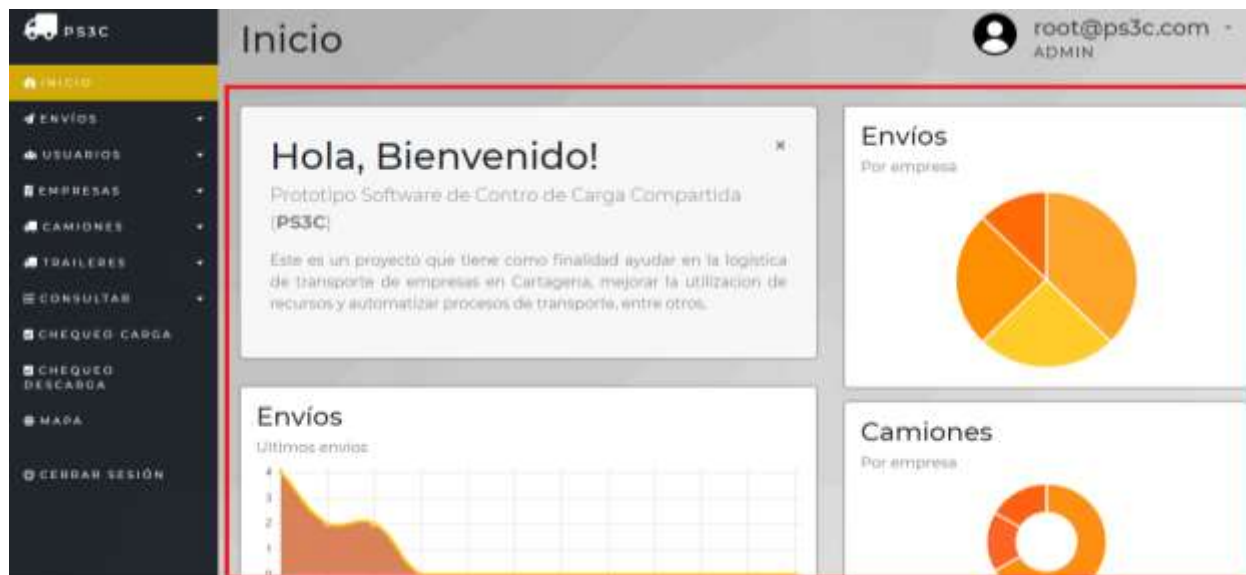 PS3C
INICIO
ENVÍOS
USUARIOS
EMPRESAS
CAMIONES
TRAILERES
CONSULTAR
CHEQUEO CARGA
CHEQUEO
DESCARGA
MAPA
CERRAR SESIÓN
Inicio
root@ps3c.com
ADMIN
Hola, Bienvenido!
×
Prototipo Software de Contro de Carga Compartida
(PS3C)
Este es un proyecto que tiene como finalidad ayudar en la logística
de transporte de empresas en Cartagena, mejorar la utilización de
recursos y automatizar procesos de transporte, entre otros.
Envíos
Ultimos envios
4
3
2
1
0
Envíos
Por empresa
Camiones
Por empresa